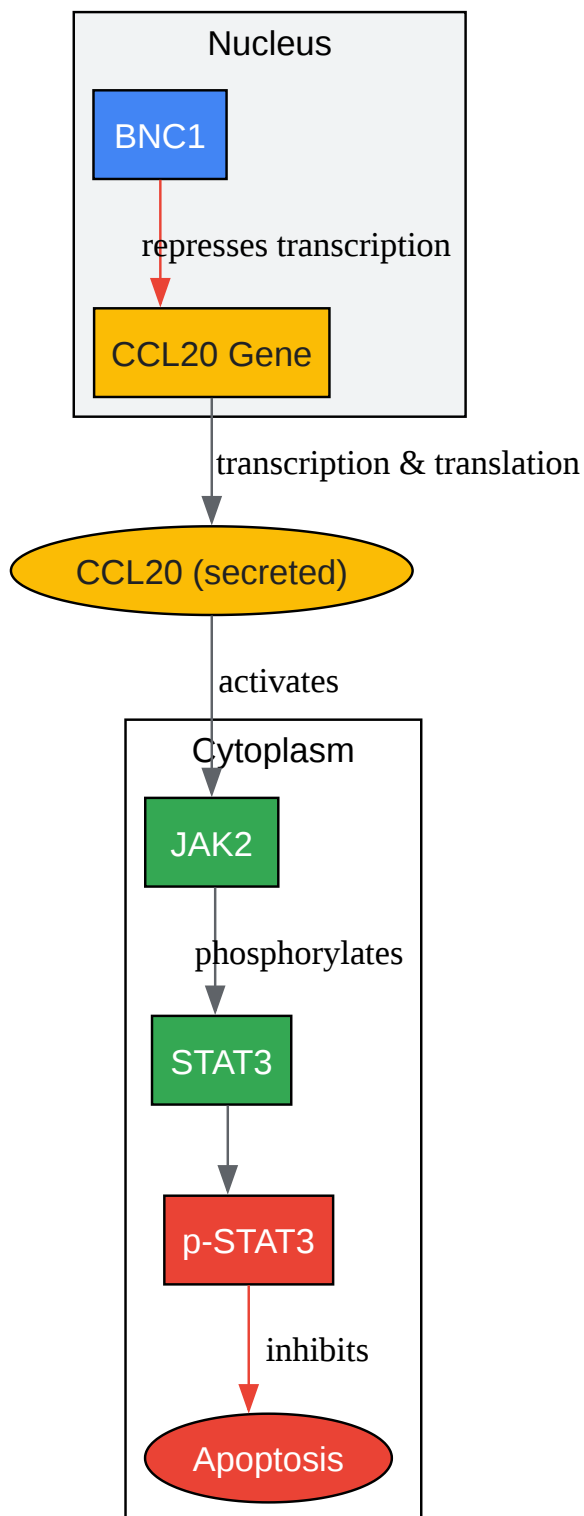 Nucleus
BNC1
represses transcription
CCL20 Gene
transcription & translation
CCL20 (secreted)
activates
Cytoplasm
JAK2
phosphorylates
STAT3
p-STAT3
inhibits
Apoptosis